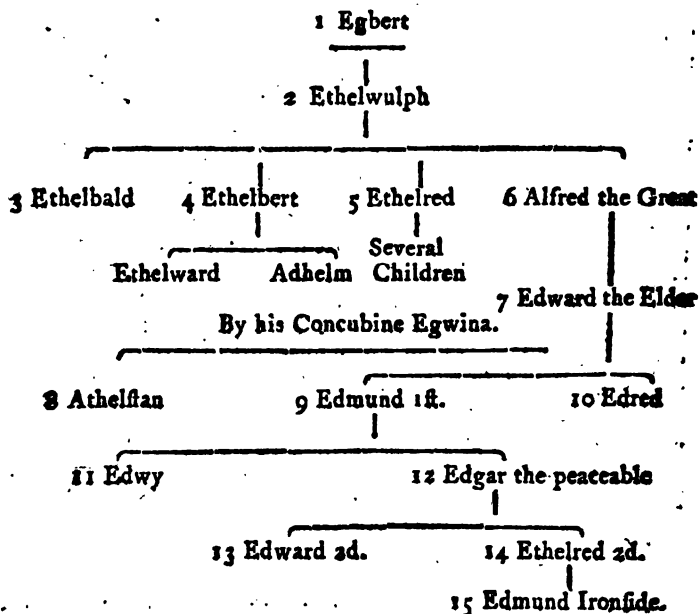 1 Egbert
2 Ethelwulph
3 Ethelbald 4 Ethelbert 5 Ethelred 6 Alfred the Great
Several
Ethelward Adhelm Children
7 Edward the Elder
By his Concubine Egwina.
8 Athelſtan 9 Edmund 1ſt. 10 Edred
11 Edwy 12 Edgar the peaceable
13 Edward 2d. 14 Ethelred 2d.
15 Edmund Ironſide.